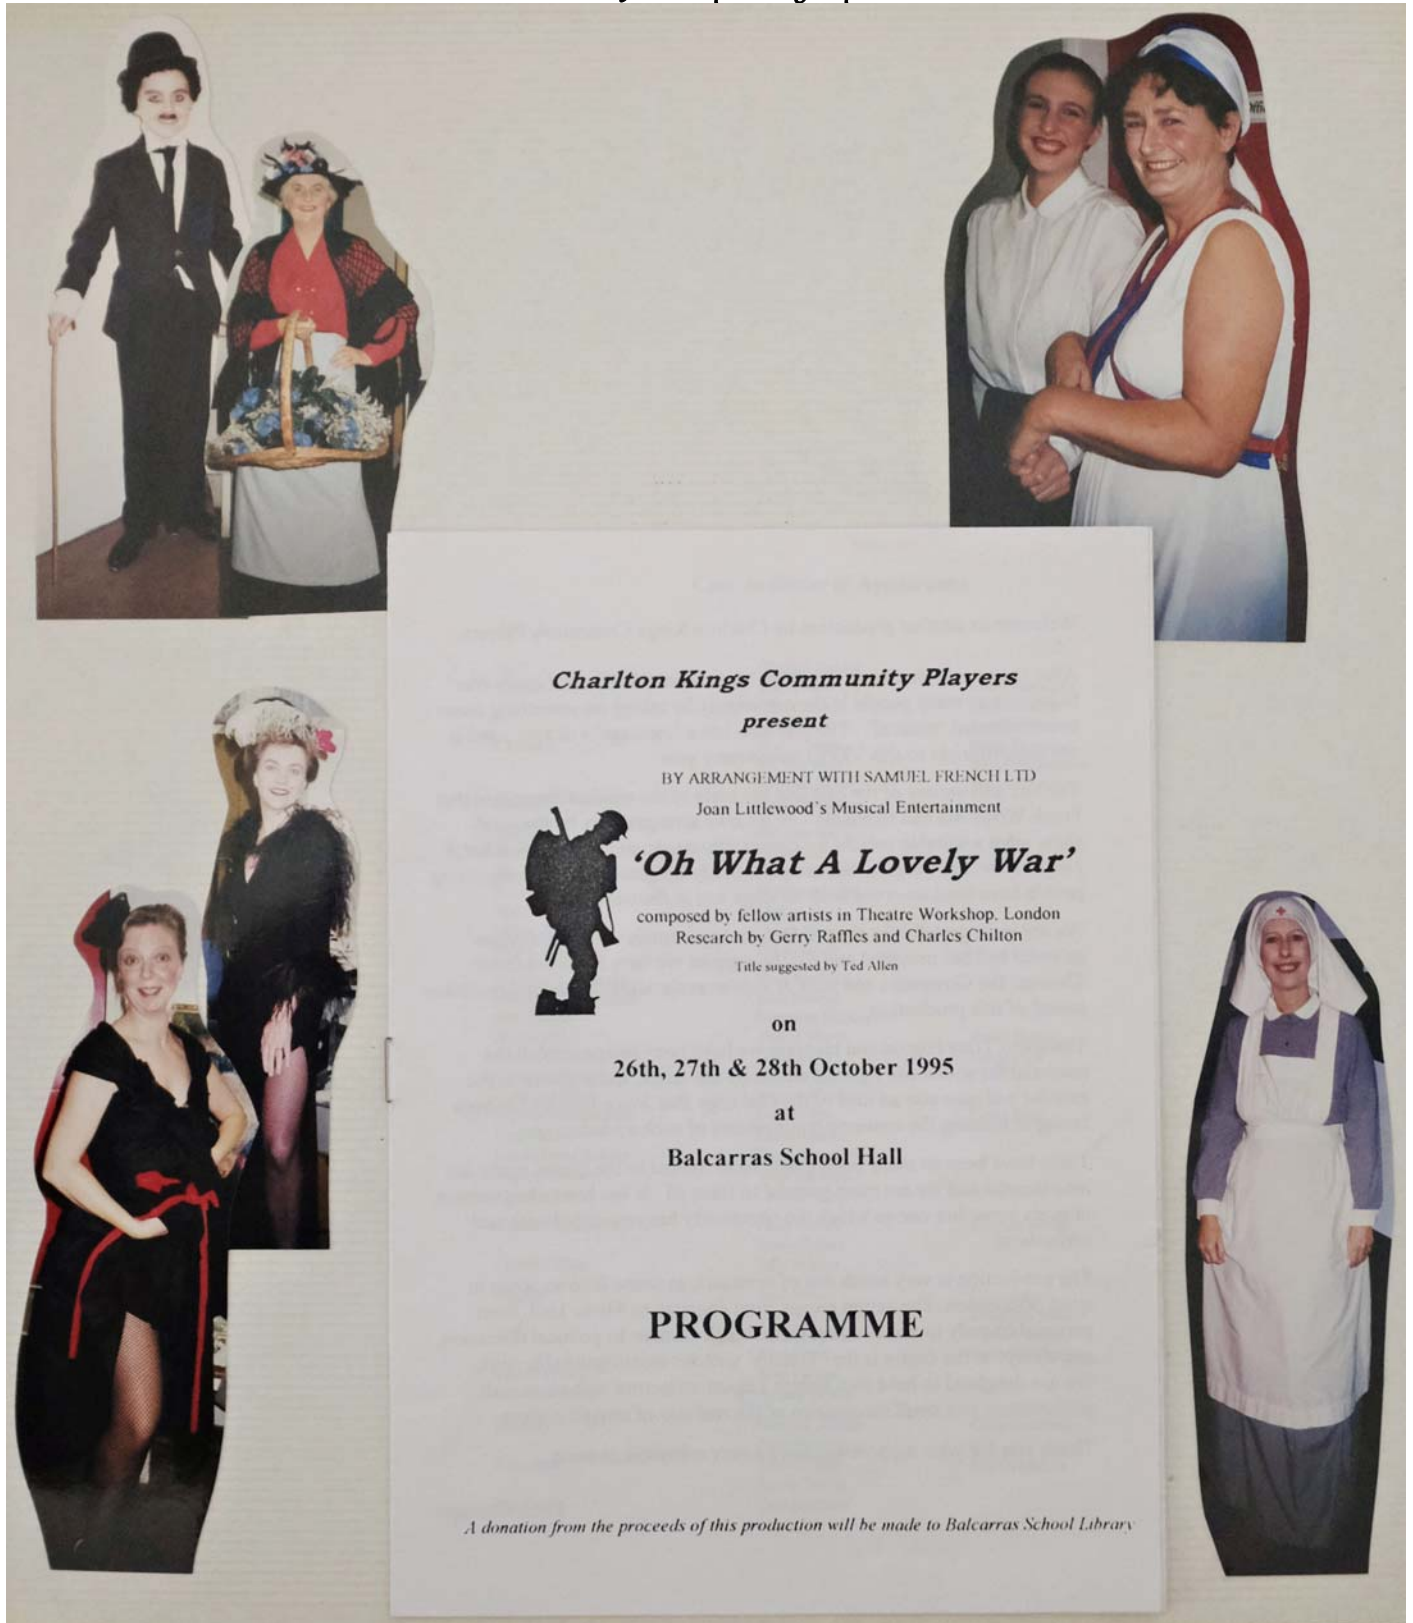 Charlton Kings Community Players
present
BY ARRANGEMENT WITH SAMUEL FRENCH LTD
Joan Littlewood's Musical Entertainment
‘Oh What A Lovely War’
composed by fellow artists in Theatre Workshop, London
Research by Gerry Raffles and Charles Chilton
Title suggested by Ted Allen
on
26th, 27th & 28th October 1995
at
Balcarras School Hall
PROGRAMME
A donation from the proceeds of this production will be made to Balcarras School Library